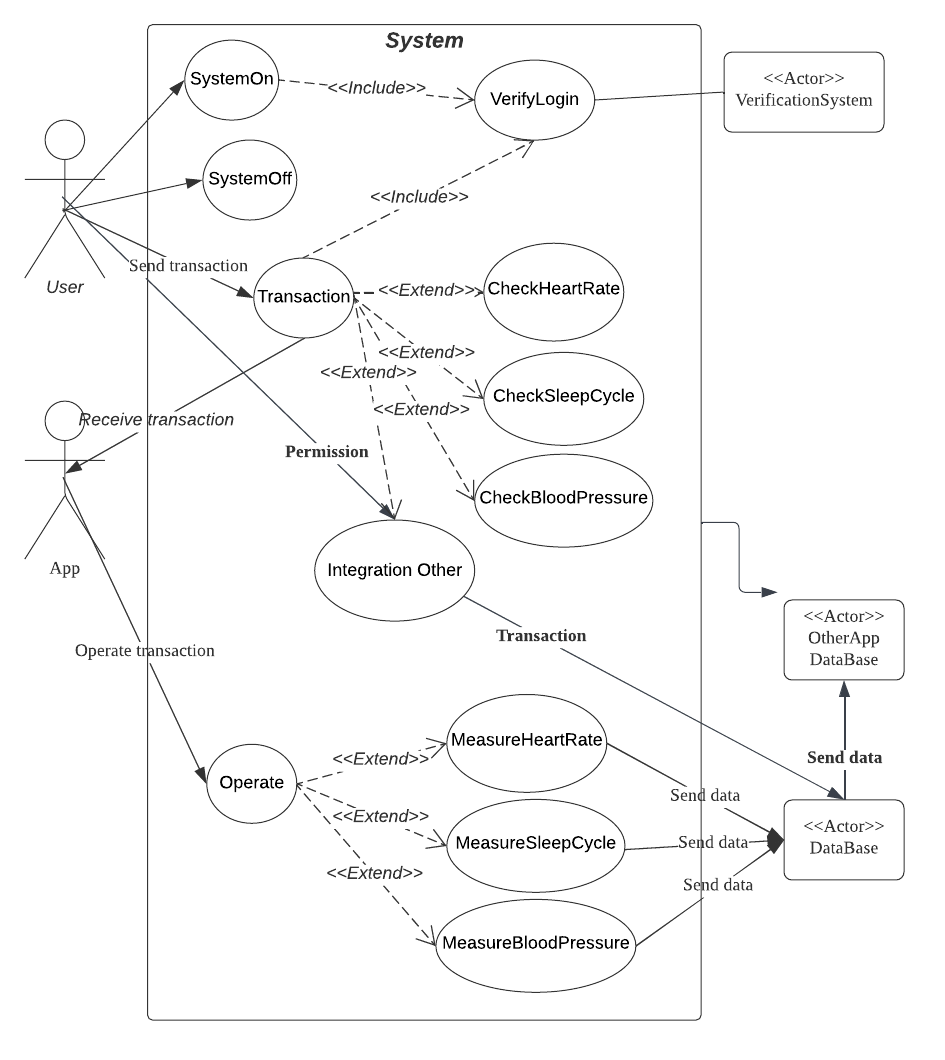 System
SystemOn
<<Include>>
VerifyLogin
<<Actor>>
VerificationSystem
SystemOff
<<Include>>
User
Send transaction
Transaction
<<Extend>>
CheckHeartRate
<<Extend>>
<<Extend>>
CheckSleepCycle
<<Extend>>
Receive transaction
Permission
CheckBloodPressure
App
Integration Other
<<Actor>>
OtherApp
DataBase
Transaction
Operate transaction
MeasureHeartRate
<<Extend>>
Send data
Operate
Send data
<<Extend>>
<<Actor>>
DataBase
MeasureSleepCycle
Send data
<<Extend>>
Send data
MeasureBloodPressure